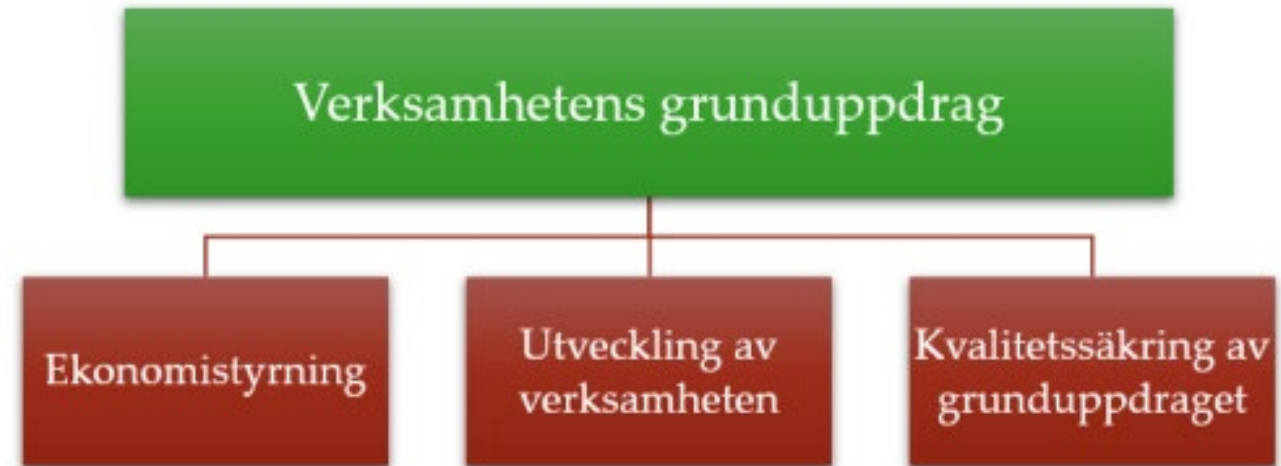 Verksamhetens grunduppdrag
Ekonomistyrning
Utveckling av
verksamheten
Kvalitetssäkring av
grunduppdraget